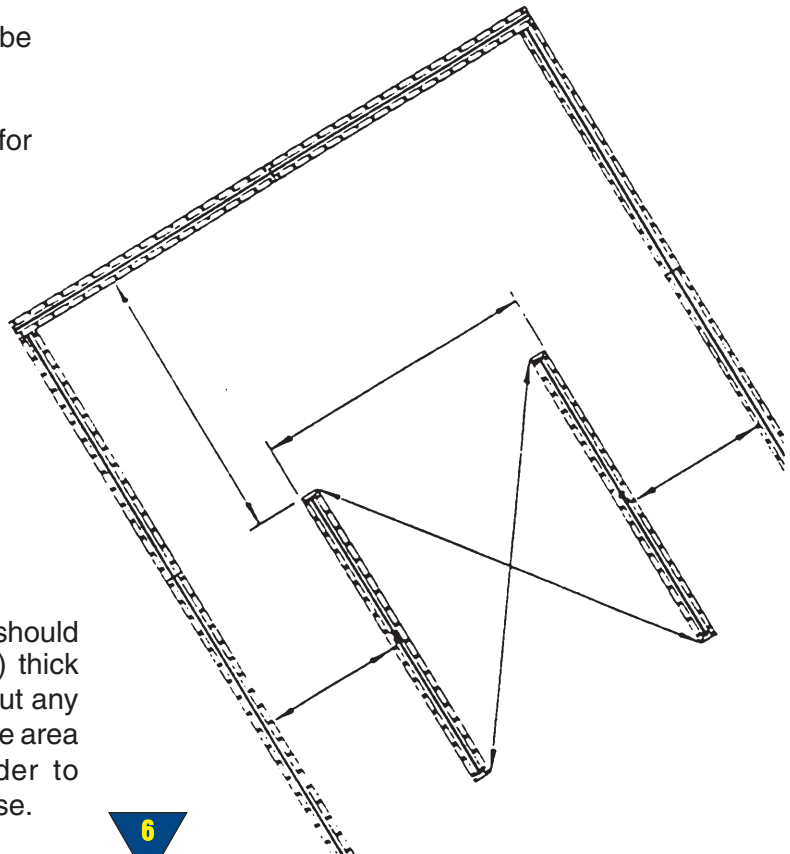 be
for
should
) thick
ut any
e area
der to
se.
6